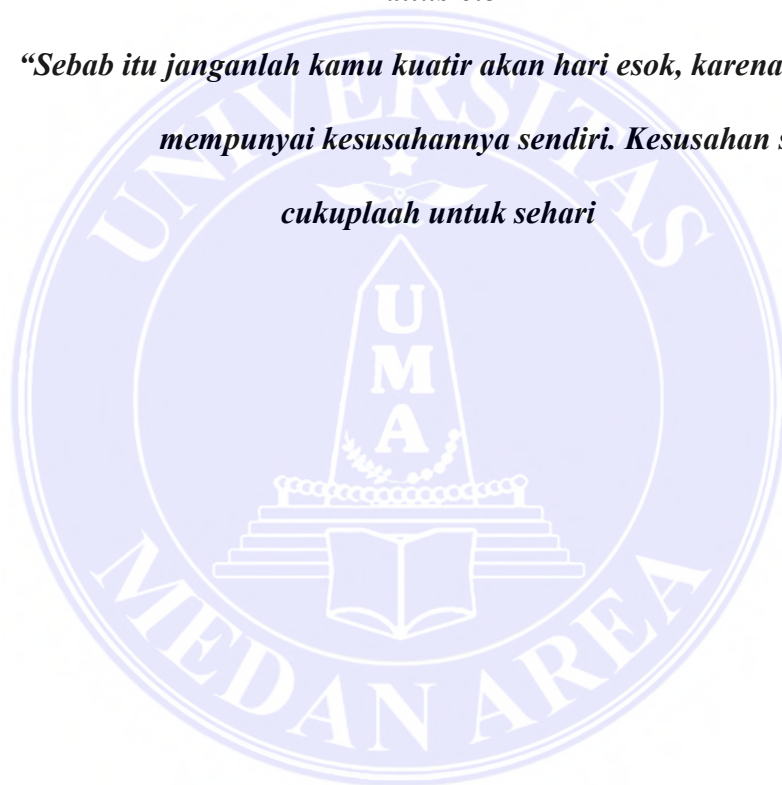 “Sebab itu janganlah kamu kuatir akan hari esok, karena
mempunyai kesusahannya sendiri. Kesusahan
cukuplaah untuk sehari
UNIVERSITAS
UMA
MEDAN AREA